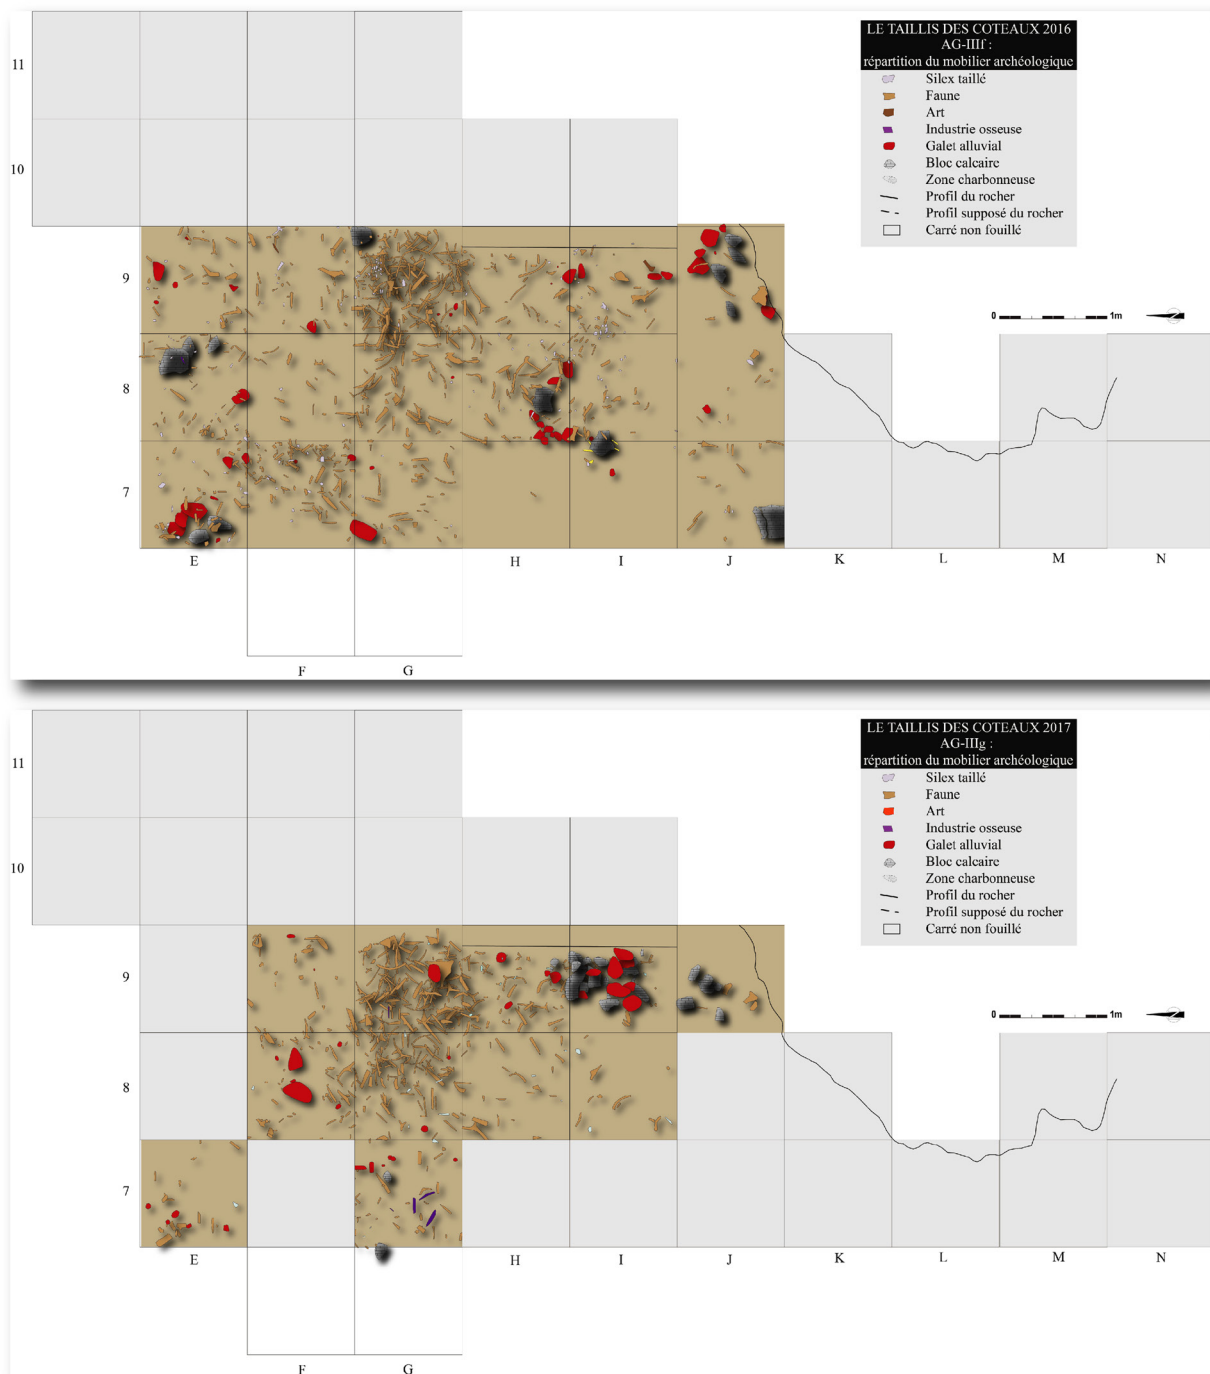 LE TAILLIS DES COTEAUX 2016
AG-IIIf :
répartition du mobilier archéologique
Silex taillé
Faune
Art
Industrie osseuse
Galet alluvial
Bloc calcaire
Zone charbonneuse
Profil du rocher
Profil supposé du rocher
Carré non fouillé
11
10
9
8
7
0 1m
E H I J K L M N
F G
LE TAILLIS DES COTEAUX 2017
AG-IIIg :
répartition du mobilier archéologique
Silex taillé
Faune
Art
Industrie osseuse
Galet alluvial
Bloc calcaire
Zone charbonneuse
Profil du rocher
Profil supposé du rocher
Carré non fouillé
11
10
9
8
7
0 1m
E H I J K L M N
F G